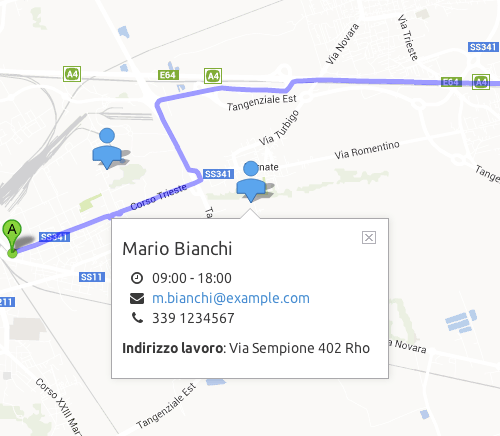 Via Novara
Via Trieste
SS341
A4
E64
A4
E64
A4
Tangenziale Est
Via Turbigo
Via Romentino
nate
SS341
Corso Trieste
Ta
Tange
A
SS341
SS11
211
Mario Bianchi
09:00 - 18:00
m.bianchi@example.com
339 1234567
Indirizzo lavoro: Via Sempione 402 Rho
Novara
Corso XXIII Mar
Tangenziale Est